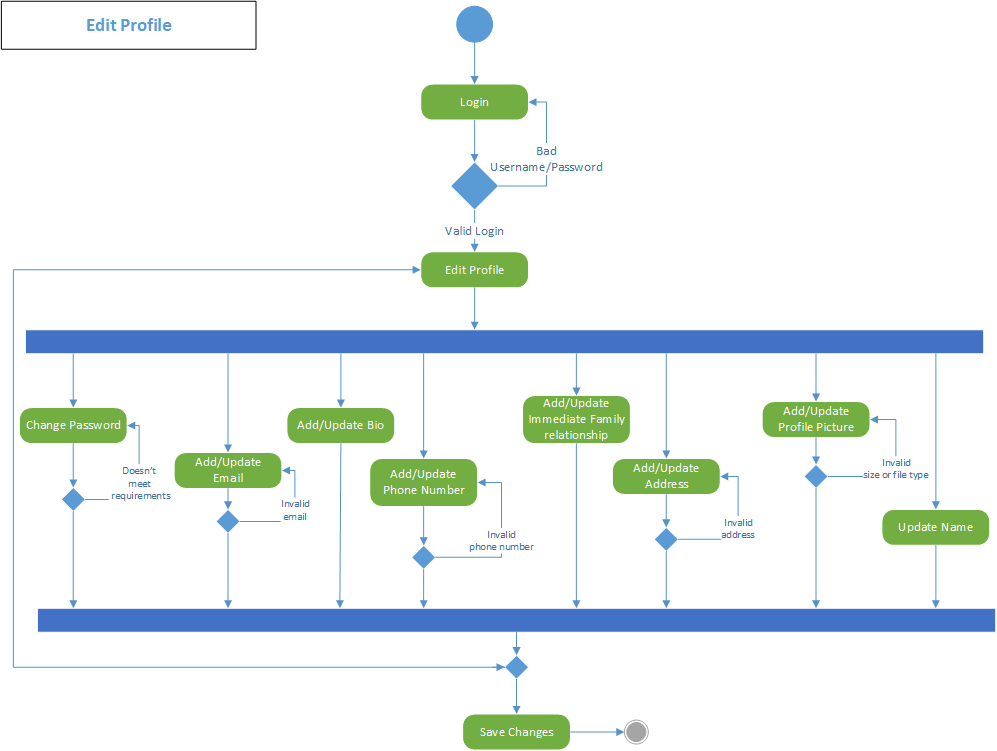 Edit Profile
Login
Bad
Username/Password
Valid Login
Edit Profile
Change Password
Doesn't
meet
requirements
Add/Update
Email
Invalid
email
Add/Update Bio
Add/Update
Phone Number
Invalid
phone number
Add/Update
Immediate Family
relationship
Add/Update
Address
Invalid
address
Add/Update
Profile Picture
Invalid
size or file type
Update Name
Save Changes